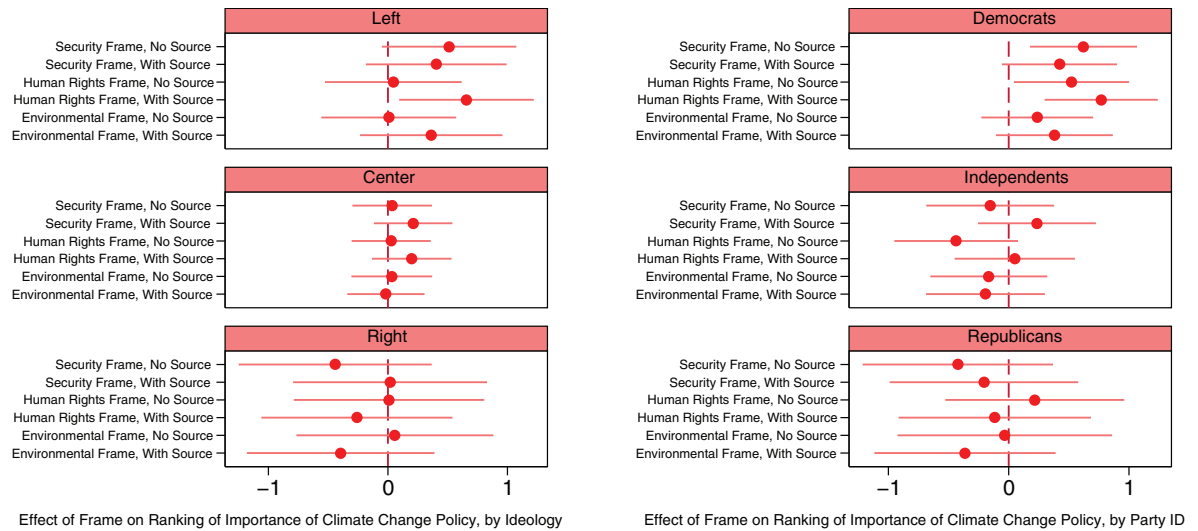 Left
Security Frame, No Source
Security Frame, With Source
Human Rights Frame, No Source
Human Rights Frame, With Source
Environmental Frame, No Source
Environmental Frame, With Source
Center
Security Frame, No Source
Security Frame, With Source
Human Rights Frame, No Source
Human Rights Frame, With Source
Environmental Frame, No Source
Environmental Frame, With Source
Right
Security Frame, No Source
Security Frame, With Source
Human Rights Frame, No Source
Human Rights Frame, With Source
Environmental Frame, No Source
Environmental Frame, With Source
−1 0 1
Effect of Frame on Ranking of Importance of Climate Change Policy, by Ideology
Democrats
Security Frame, No Source
Security Frame, With Source
Human Rights Frame, No Source
Human Rights Frame, With Source
Environmental Frame, No Source
Environmental Frame, With Source
Independents
Security Frame, No Source
Security Frame, With Source
Human Rights Frame, No Source
Human Rights Frame, With Source
Environmental Frame, No Source
Environmental Frame, With Source
Republicans
Security Frame, No Source
Security Frame, With Source
Human Rights Frame, No Source
Human Rights Frame, With Source
Environmental Frame, No Source
Environmental Frame, With Source
−1 0 1
Effect of Frame on Ranking of Importance of Climate Change Policy, by Party ID